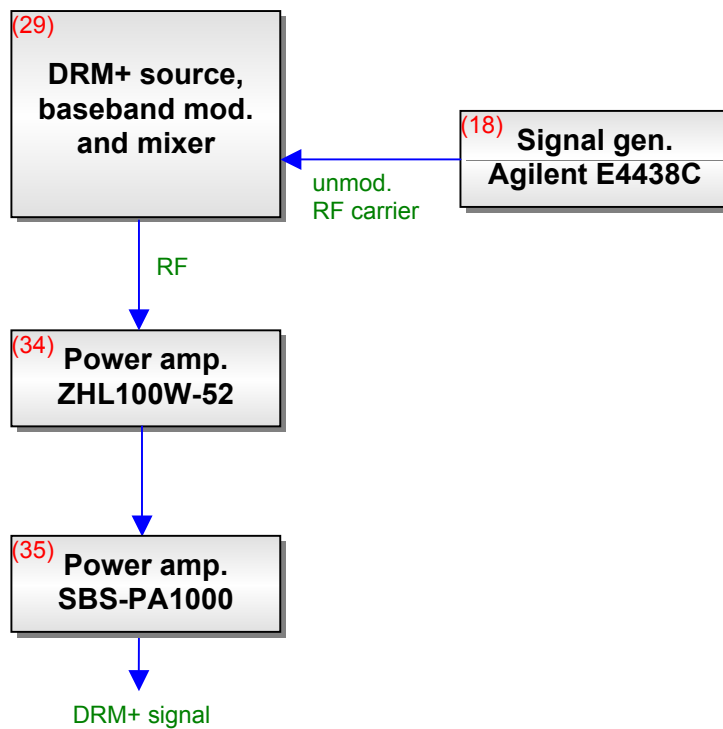 (29)
DRM+ source,
baseband mod.
and mixer
(18)
Signal gen.
Agilent E4438C
unmod.
RF carrier
RF
(34)
Power amp.
ZHL100W-52
(35)
Power amp.
SBS-PA1000
DRM+ signal